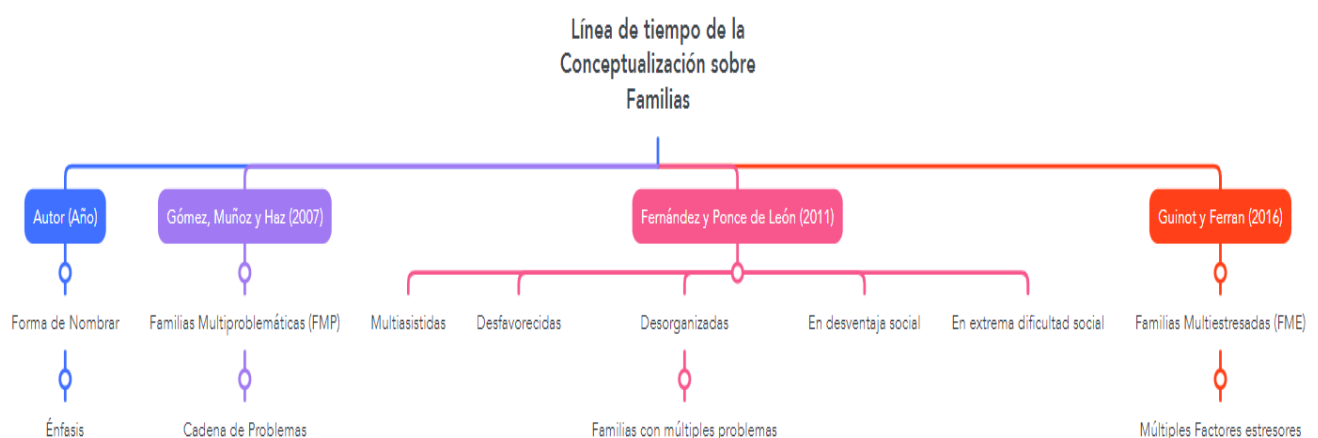 Línea de tiempo de la
Conceptualización sobre
Familias
Autor (Año)
Gómez, Muñoz y Haz (2007)
Fernández y Ponce de León (2011)
Guinot y Ferran (2016)
Forma de Nombrar
Familias Multiproblemáticas (FMP)
Multiasistidas
Desfavorecidas
Desorganizadas
En desventaja social
En extrema dificultad social
Familias Multiestresadas (FME)
Énfasis
Cadena de Problemas
Familias con múltiples problemas
Múltiples Factores estresores